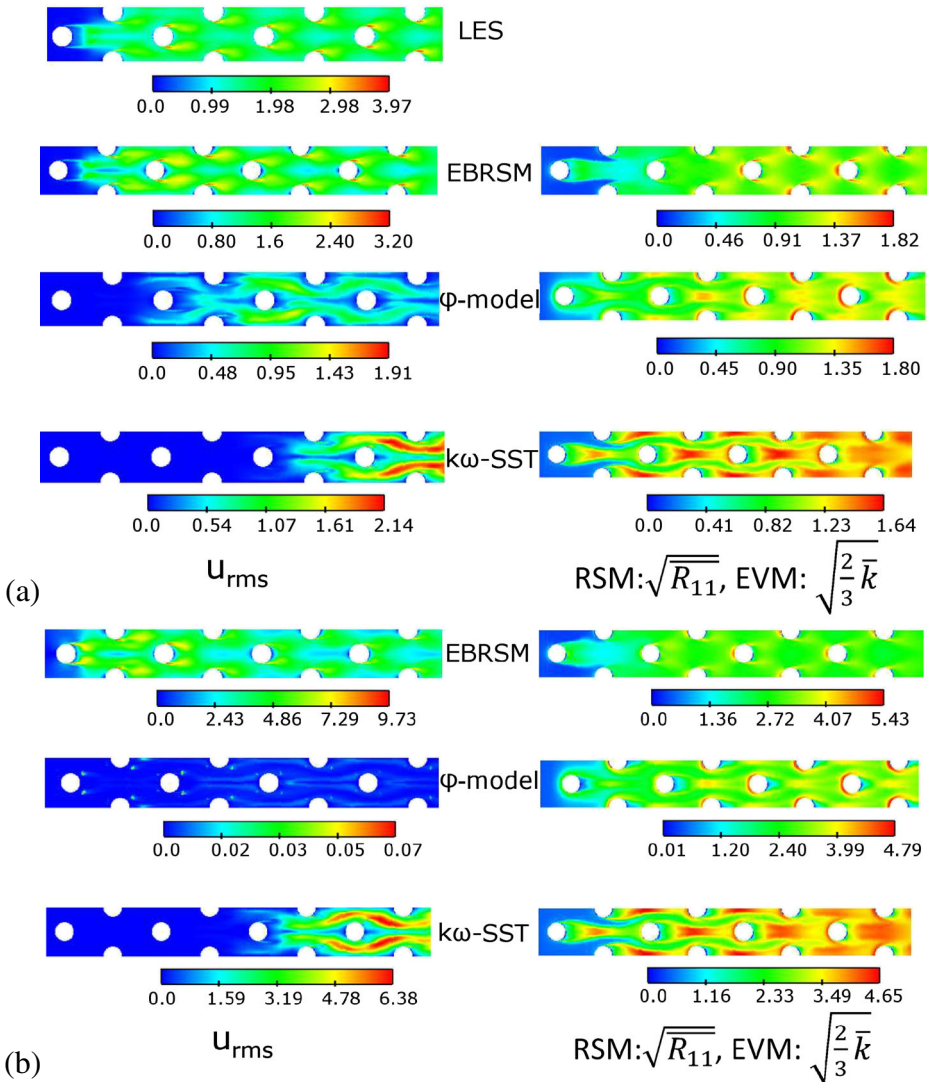 LES
0.0 0.99 1.98 2.98 3.97
EBRSM
0.0 0.80 1.6 2.40 3.20
0.0 0.46 0.91 1.37 1.82
φ-model
0.0 0.48 0.95 1.43 1.91
0.0 0.45 0.90 1.35 1.80
kω-SST
0.0 0.54 1.07 1.61 2.14
0.0 0.41 0.82 1.23 1.64
(a)
u_rms
RSM:√R̿₁₁, EVM: √(2/3 k̄)
EBRSM
0.0 2.43 4.86 7.29 9.73
0.0 1.36 2.72 4.07 5.43
φ-model
0.0 0.02 0.03 0.05 0.07
0.01 1.20 2.40 3.99 4.79
kω-SST
0.0 1.59 3.19 4.78 6.38
0.0 1.16 2.33 3.49 4.65
(b)
u_rms
RSM:√R̿₁₁, EVM: √(2/3 k̄)